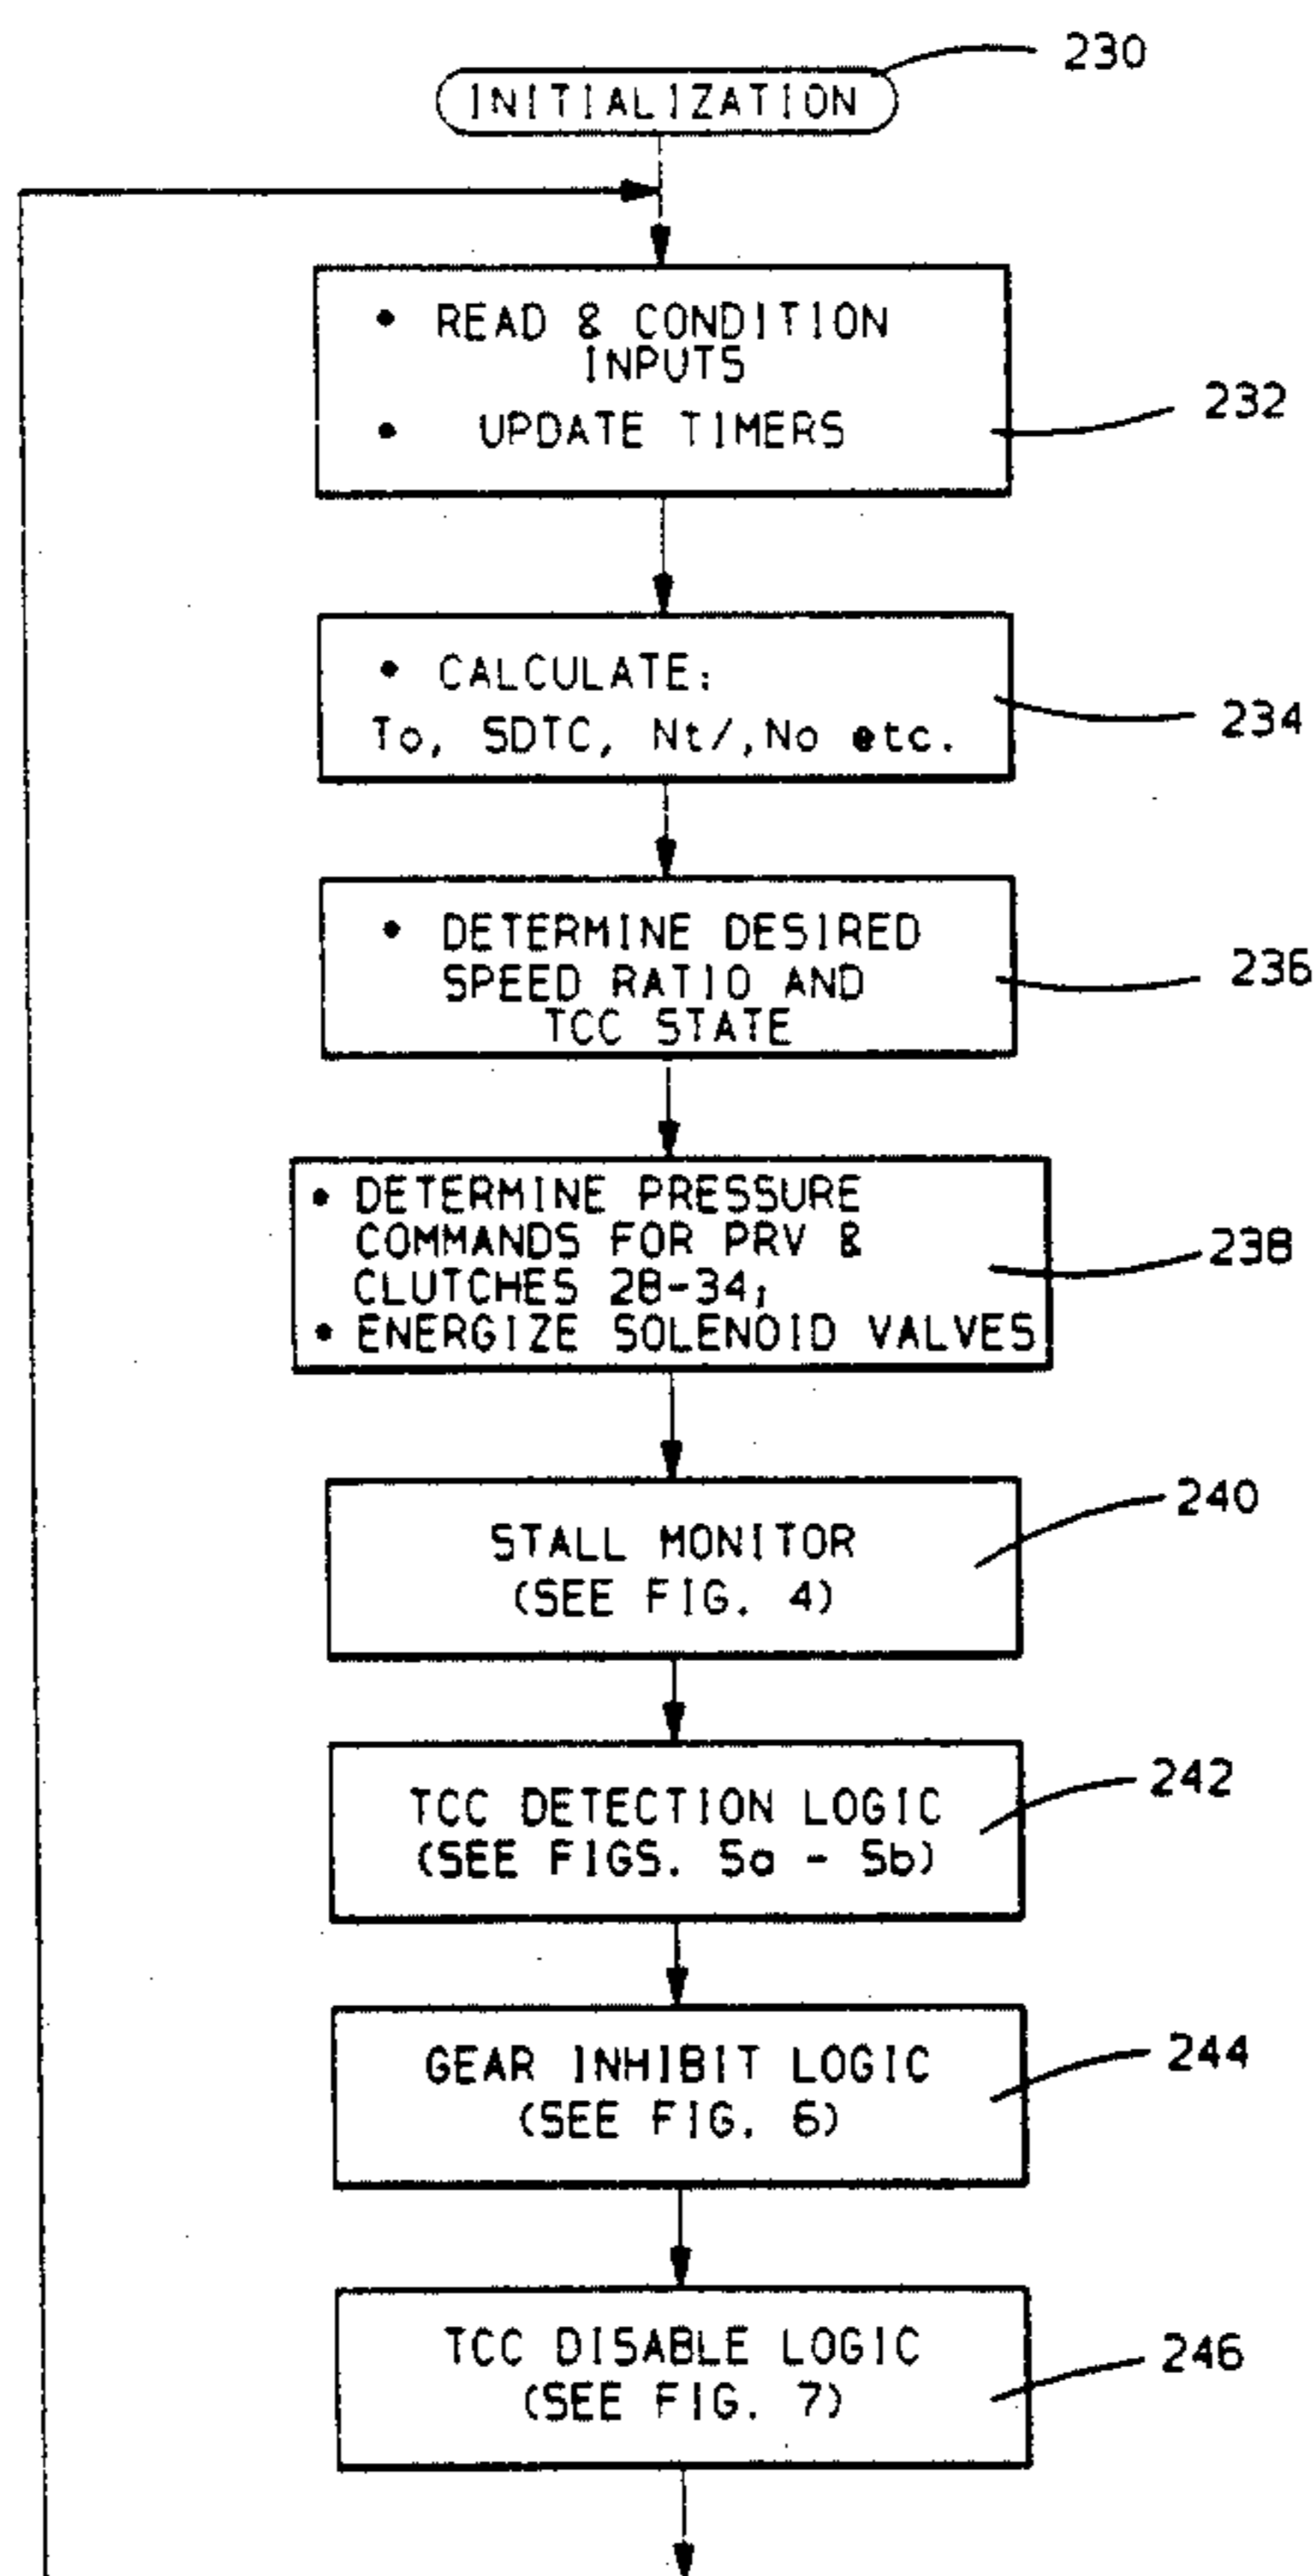 230
INITIALIZATION
• READ & CONDITION
INPUTS
• UPDATE TIMERS
232
• CALCULATE:
To, SDTC, Nt/,No etc.
234
• DETERMINE DESIRED
SPEED RATIO AND
TCC STATE
236
• DETERMINE PRESSURE
COMMANDS FOR PRV &
CLUTCHES 28-34;
• ENERGIZE SOLENOID VALVES
238
STALL MONITOR
(SEE FIG. 4)
240
TCC DETECTION LOGIC
(SEE FIGS. 5a - 5b)
242
GEAR INHIBIT LOGIC
(SEE FIG. 6)
244
TCC DISABLE LOGIC
(SEE FIG. 7)
246